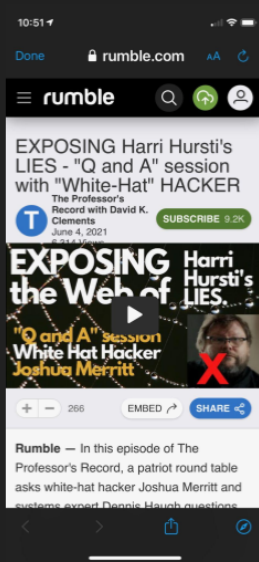 10:51
Done
rumble.com
AA
rumble
EXPOSING Harri Hursti's
LIES - "Q and A" session
with "White-Hat" HACKER
T
The Professor's
Record with David K.
Clements
June 4, 2021
6,314 Views
SUBSCRIBE 9.2K
EXPOSING
the Web of
Harri
Hursti's
LIES.
"Q and A" session
White Hat Hacker
Joshua Merritt
X
+ − 266
EMBED
SHARE
Rumble — In this episode of The
Professor's Record, a patriot round table
asks white-hat hacker Joshua Merritt and
systems expert Dennis Haugh questions